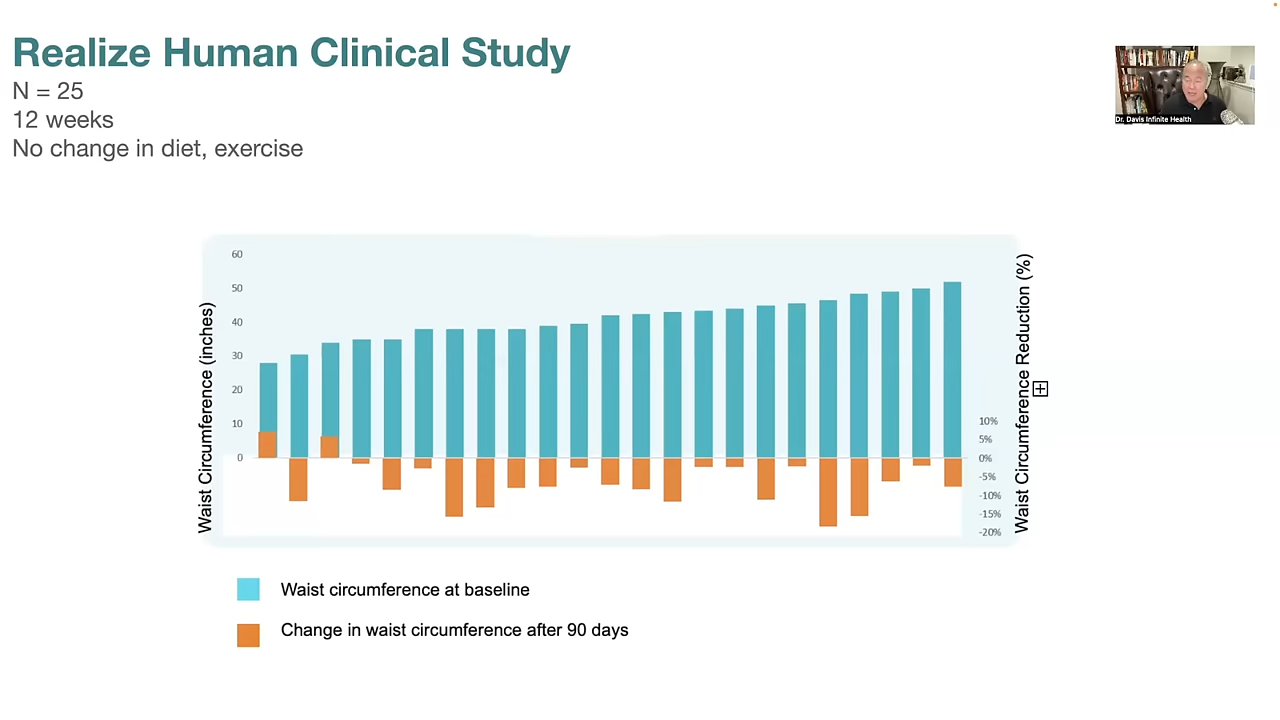 Realize Human Clinical Study
N = 25
12 weeks
No change in diet, exercise
Dr. Davis Infinite Health
Waist Circumference (inches)
60
50
40
30
20
10
0
10%
5%
0%
-5%
-10%
-15%
-20%
Waist Circumference Reduction (%)
Waist circumference at baseline
Change in waist circumference after 90 days